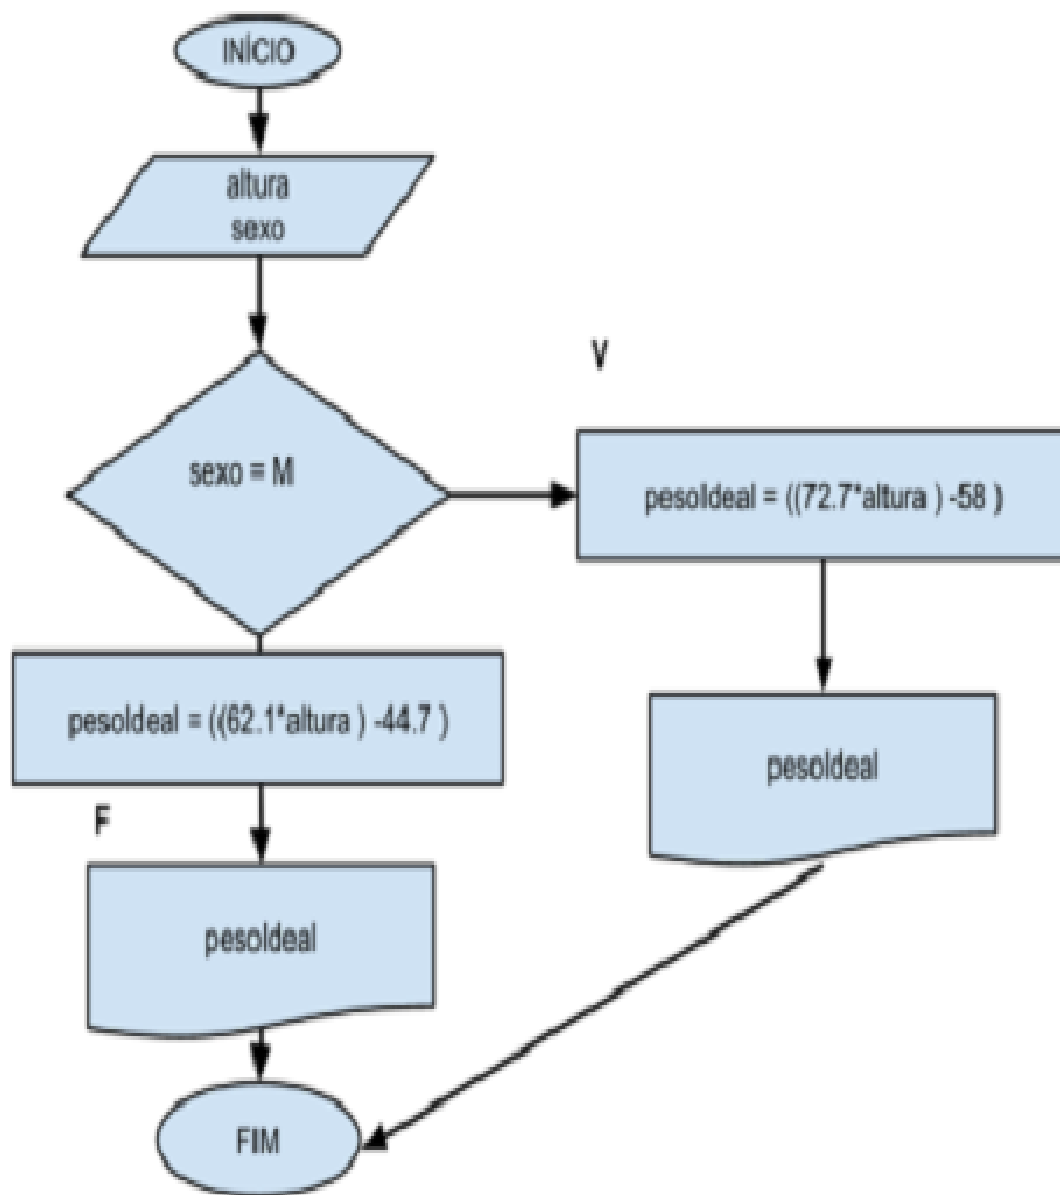 INÍCIO
altura
sexo
V
sexo = M
pesoIdeal = ((72.7*altura ) -58 )
pesoIdeal = ((62.1*altura ) -44.7 )
pesoIdeal
F
pesoIdeal
FIM